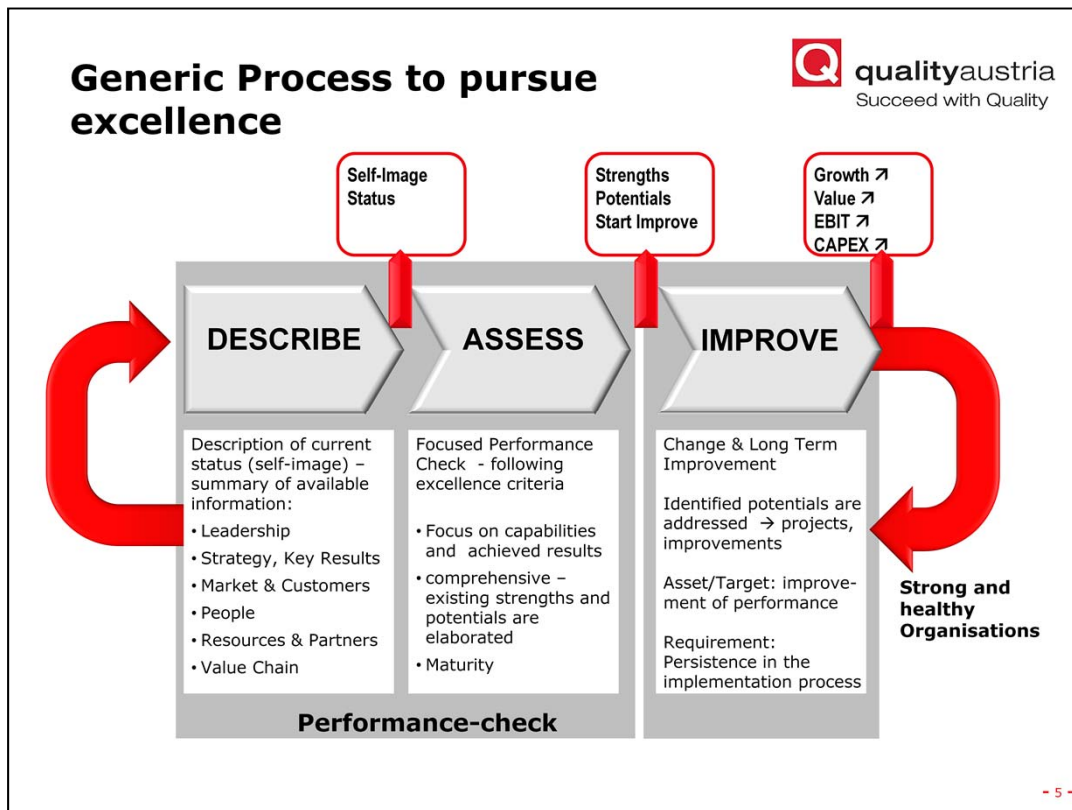 Generic Process to pursue
excellence
Q
qualityaustria
Succeed with Quality
Self-Image
Status
Strengths
Potentials
Start Improve
Growth ↗
Value ↗
EBIT ↗
CAPEX ↗
DESCRIBE
ASSESS
IMPROVE
Description of current
status (self-image) –
summary of available
information:
• Leadership
• Strategy, Key Results
• Market & Customers
• People
• Resources & Partners
• Value Chain
Focused Performance
Check - following
excellence criteria
• Focus on capabilities
and achieved results
• comprehensive –
existing strengths and
potentials are
elaborated
• Maturity
Change & Long Term
Improvement
Identified potentials are
addressed → projects,
improvements
Asset/Target: improve-
ment of performance
Requirement:
Persistence in the
implementation process
Strong and
healthy
Organisations
Performance-check
- 5 -